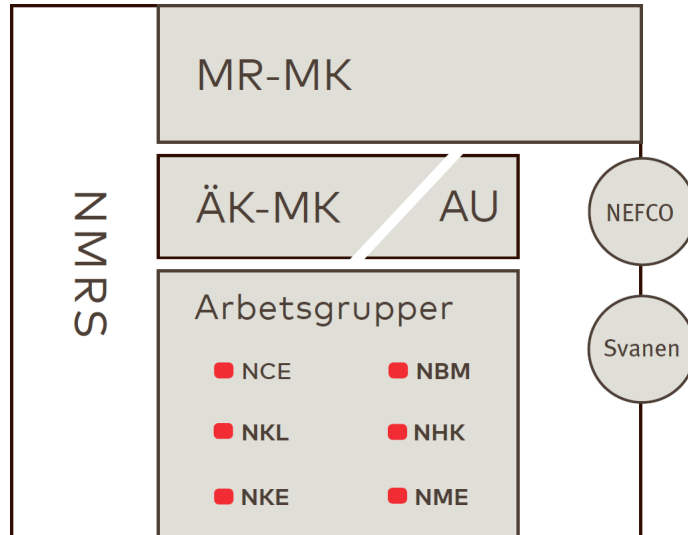 MR-MK
NMRS
ÄK-MK
AU
NEFCO
Svanen
Arbetsgrupper
NCE
NBM
NKL
NHK
NKE
NME